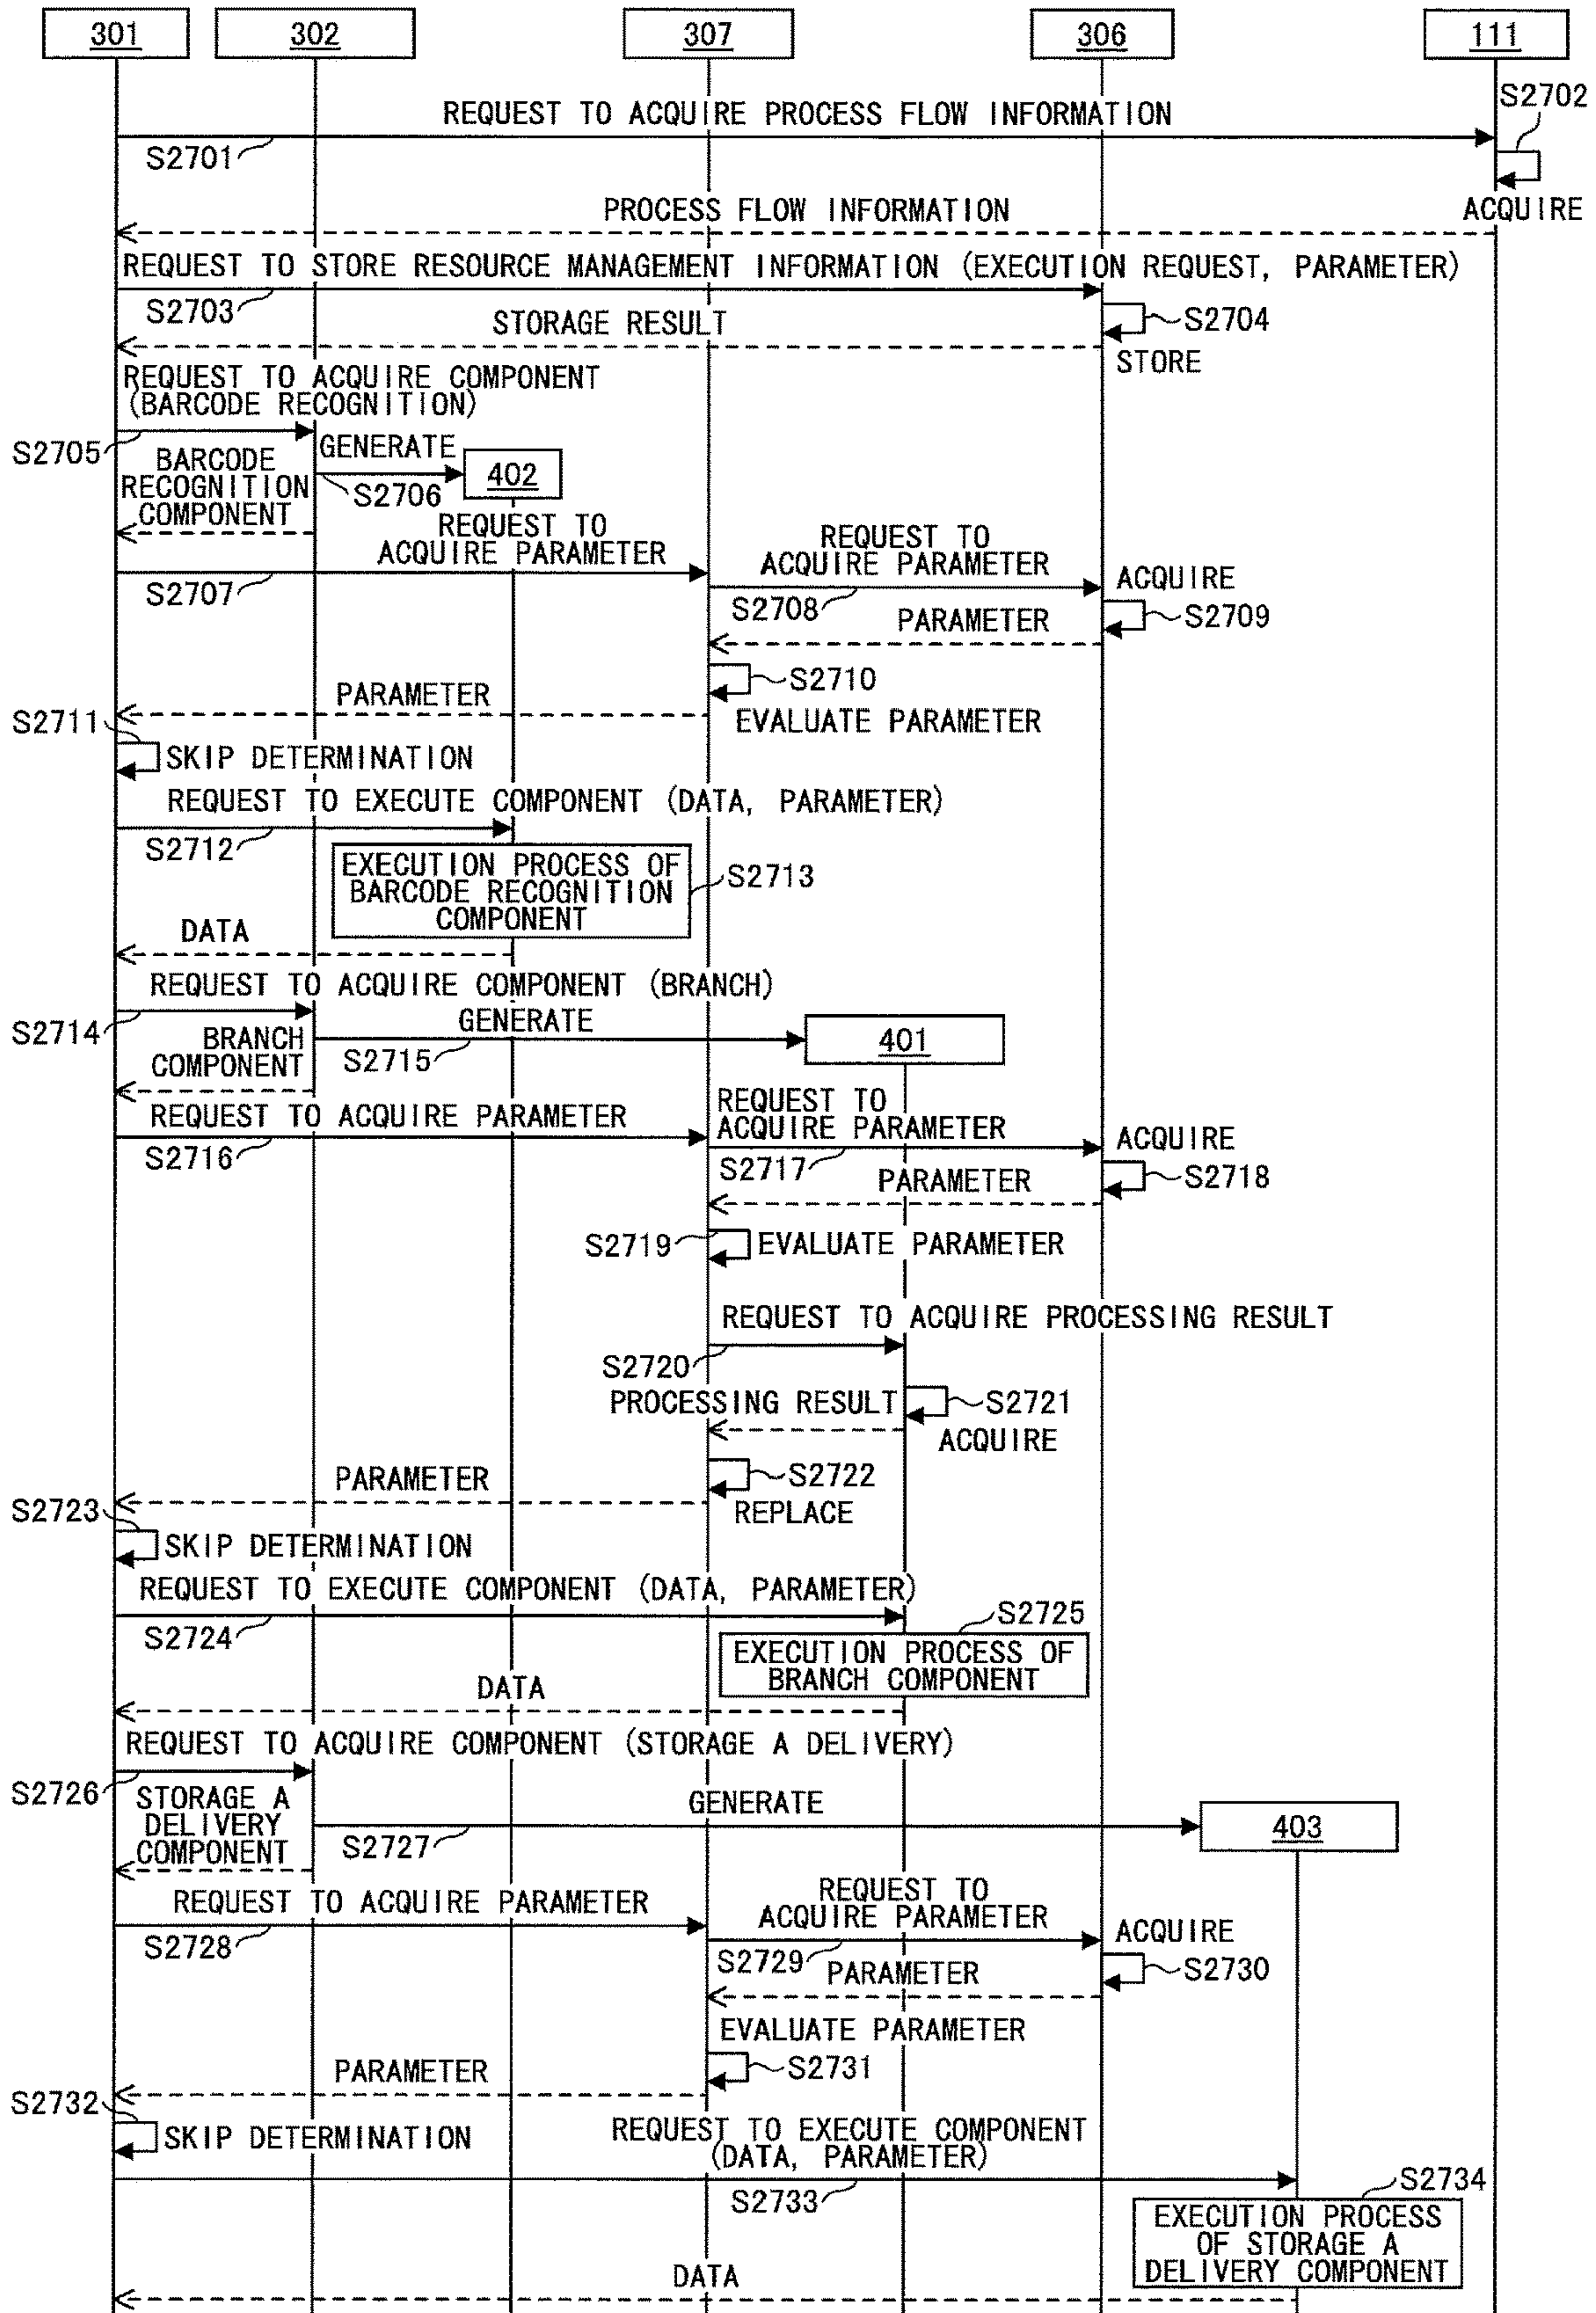 301 302 307 306 111
S2702
REQUEST TO ACQUIRE PROCESS FLOW INFORMATION
S2701
PROCESS FLOW INFORMATION
ACQUIRE
REQUEST TO STORE RESOURCE MANAGEMENT INFORMATION (EXECUTION REQUEST, PARAMETER)
S2703
STORAGE RESULT
S2704
STORE
REQUEST TO ACQUIRE COMPONENT
(BARCODE RECOGNITION)
S2705
GENERATE
402
S2706
BARCODE
RECOGNITION
COMPONENT
REQUEST TO
ACQUIRE PARAMETER
S2707
REQUEST TO
ACQUIRE PARAMETER
S2708
ACQUIRE
S2709
PARAMETER
S2710
EVALUATE PARAMETER
PARAMETER
S2711
SKIP DETERMINATION
REQUEST TO EXECUTE COMPONENT (DATA, PARAMETER)
S2712
EXECUTION PROCESS OF
BARCODE RECOGNITION
COMPONENT
S2713
DATA
REQUEST TO ACQUIRE COMPONENT (BRANCH)
S2714
GENERATE
401
S2715
BRANCH
COMPONENT
REQUEST TO ACQUIRE PARAMETER
S2716
REQUEST TO
ACQUIRE PARAMETER
S2717
ACQUIRE
S2718
PARAMETER
S2719
EVALUATE PARAMETER
REQUEST TO ACQUIRE PROCESSING RESULT
S2720
PROCESSING RESULT
S2721
ACQUIRE
S2722
REPLACE
PARAMETER
S2723
SKIP DETERMINATION
REQUEST TO EXECUTE COMPONENT (DATA, PARAMETER)
S2724
S2725
EXECUTION PROCESS OF
BRANCH COMPONENT
DATA
REQUEST TO ACQUIRE COMPONENT (STORAGE A DELIVERY)
S2726
STORAGE A
DELIVERY
COMPONENT
GENERATE
403
S2727
REQUEST TO ACQUIRE PARAMETER
S2728
REQUEST TO
ACQUIRE PARAMETER
S2729
ACQUIRE
S2730
PARAMETER
EVALUATE PARAMETER
S2731
PARAMETER
S2732
SKIP DETERMINATION
REQUEST TO EXECUTE COMPONENT
(DATA, PARAMETER)
S2733
S2734
EXECUTION PROCESS
OF STORAGE A
DELIVERY COMPONENT
DATA